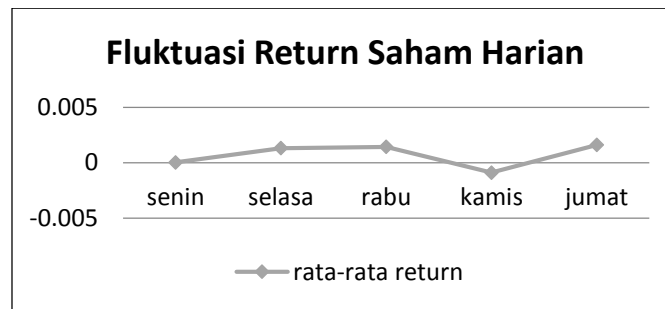 Fluktuasi Return Saham Harian
0.005
0
-0.005
senin selasa rabu kamis jumat
rata-rata return